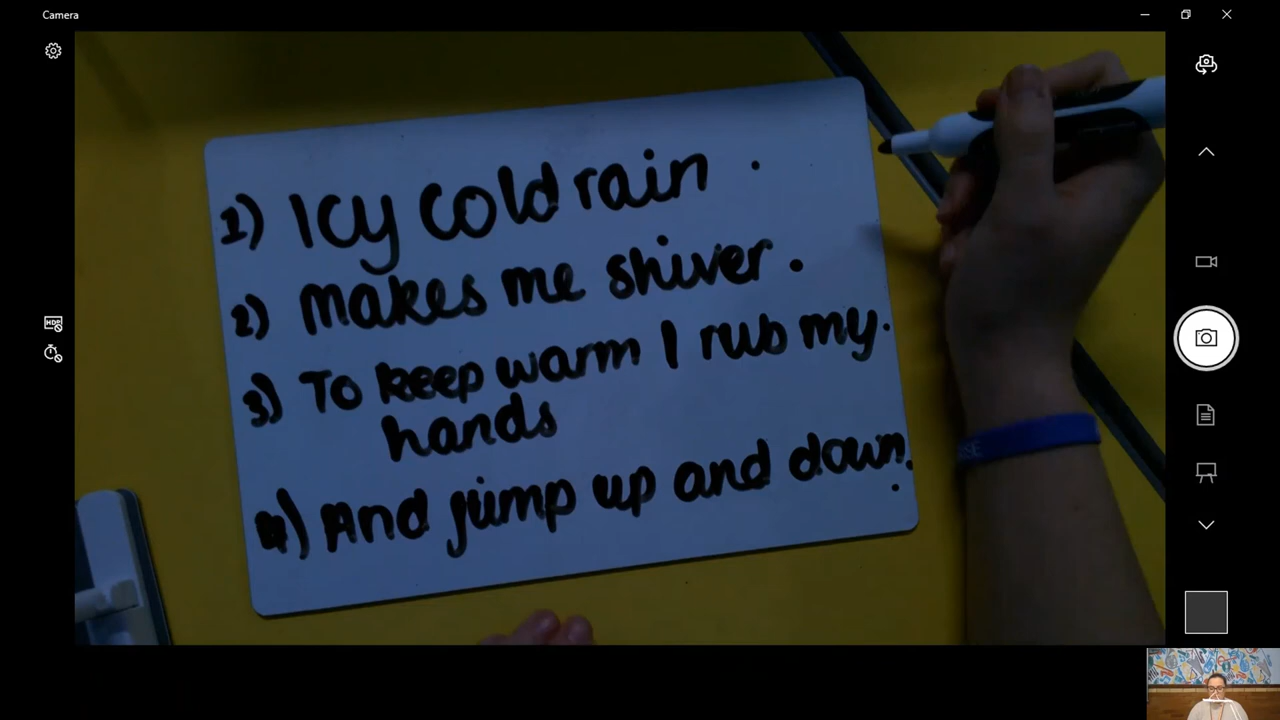 Camera
1) Icy cold rain .
2) makes me shiver .
3) To keep warm I rub my .
hands
4) And jump up and down .